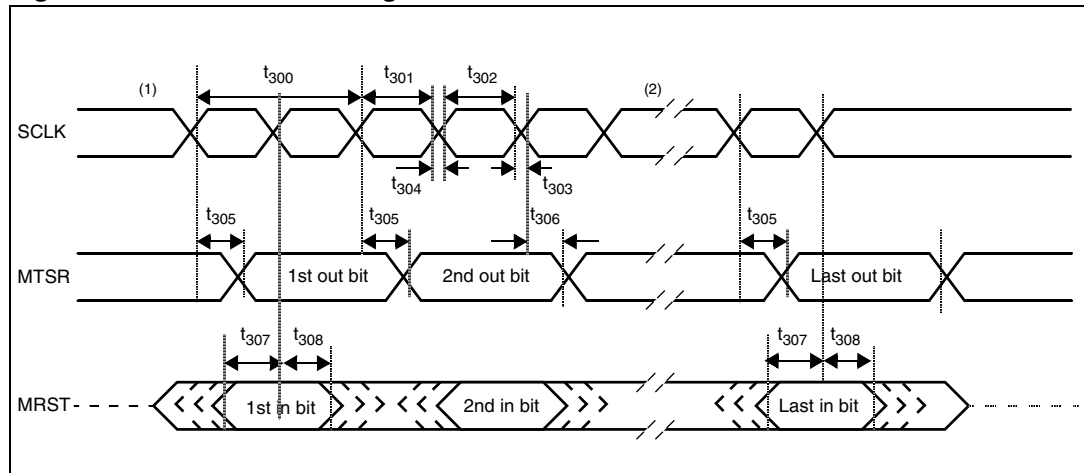 (1) t300 t301 t302 (2)
SCLK
t304 t303
t305 t305 t306 t305
MTSR 1st out bit 2nd out bit Last out bit
t307 t308 t307 t308
MRST 1st in bit 2nd in bit Last in bit